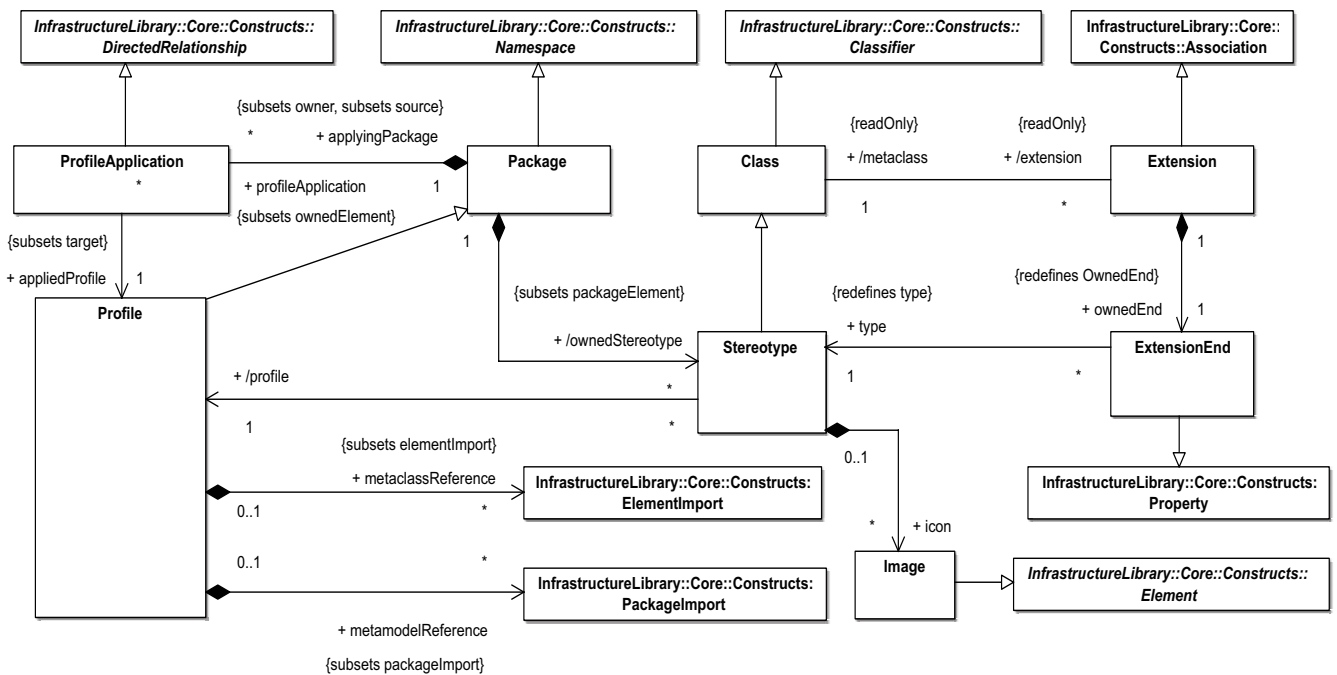 InfrastructureLibrary::Core::Constructs::
DirectedRelationship
InfrastructureLibrary::Core::Constructs::
Namespace
InfrastructureLibrary::Core::Constructs::
Classifier
InfrastructureLibrary::Core::
Constructs::Association
{subsets owner, subsets source}
* + applyingPackage
{readOnly}
{readOnly}
ProfileApplication
*
Package
Class
+ /metaclass
+ /extension
Extension
+ profileApplication
1
{subsets ownedElement}
1
*
{subsets target}
+ appliedProfile 1
1
1
Profile
{subsets packageElement}
+ /ownedStereotype
{redefines type}
+ type
{redefines OwnedEnd}
+ ownedEnd 1
Stereotype
ExtensionEnd
+ /profile
*
1
*
1
*
{subsets elementImport}
+ metaclassReference
0..1 *
InfrastructureLibrary::Core::Constructs:
ElementImport
0..1
InfrastructureLibrary::Core::Constructs:
Property
* + icon
0..1 *
InfrastructureLibrary::Core::Constructs:
PackageImport
Image
InfrastructureLibrary::Core::Constructs::
Element
+ metamodelReference
{subsets packageImport}